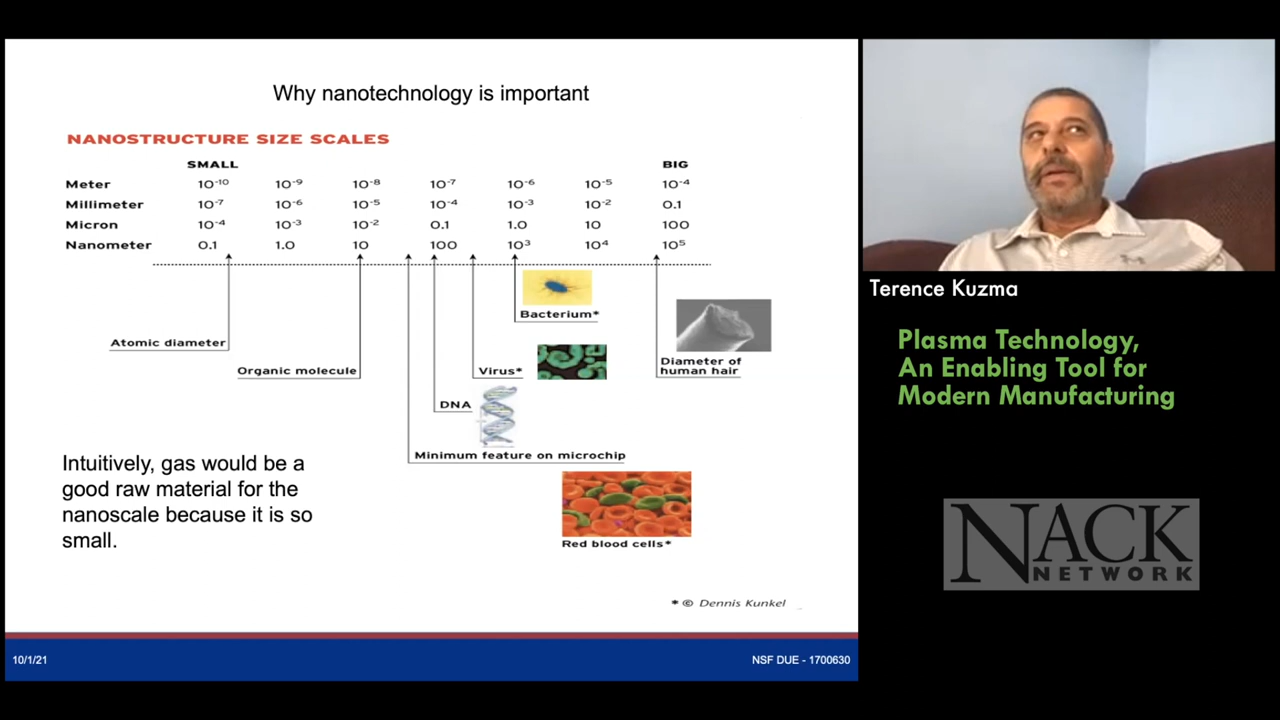 Why nanotechnology is important
NANOSTRUCTURE SIZE SCALES
SMALL BIG
Meter 10⁻¹⁰ 10⁻⁹ 10⁻⁸ 10⁻⁷ 10⁻⁶ 10⁻⁵ 10⁻⁴
Millimeter 10⁻⁷ 10⁻⁶ 10⁻⁵ 10⁻⁴ 10⁻³ 10⁻² 0.1
Micron 10⁻⁴ 10⁻³ 10⁻² 0.1 1.0 10 100
Nanometer 0.1 1.0 10 100 10³ 10⁴ 10⁵
Bacterium*
Atomic diameter
Diameter of
human hair
Organic molecule
Virus*
DNA
Minimum feature on microchip
Red blood cells*
Intuitively, gas would be a
good raw material for the
nanoscale because it is so
small.
* © Dennis Kunkel
10/1/21
NSF DUE - 1700630
Terence Kuzma
Plasma Technology,
An Enabling Tool for
Modern Manufacturing
NACK
NETWORK